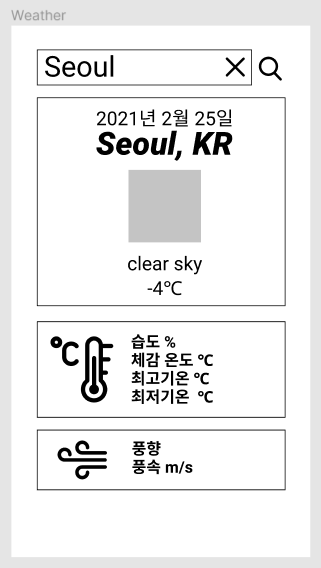 Weather
Seoul
2021년 2월 25일
Seoul, KR
clear sky
-4℃
℃
습도 %
체감 온도 ℃
최고기온 ℃
최저기온 ℃
풍향
풍속 m/s